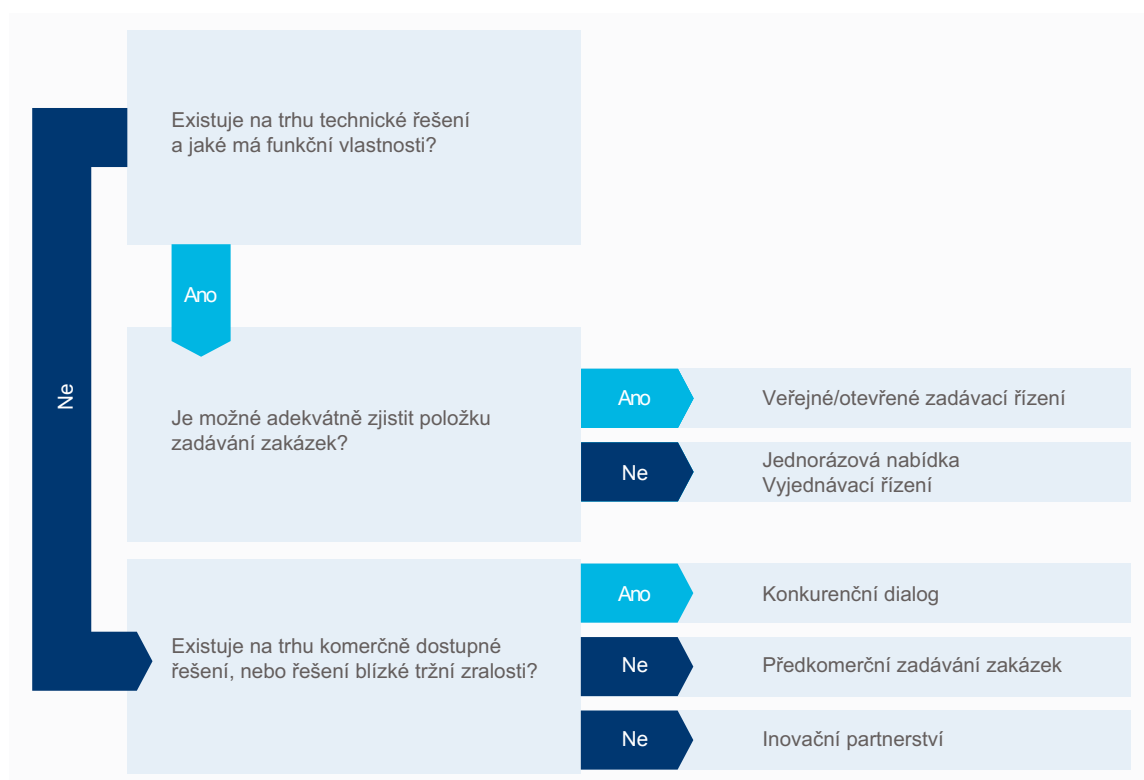 Existuje na trhu technické řešení
a jaké má funkční vlastnosti?
Ano
Ne
Je možné adekvátně zjistit položku
zadávání zakázek?
Ano
Veřejné/otevřené zadávací řízení
Ne
Jednorázová nabídka
Vyjednávací řízení
Existuje na trhu komerčně dostupné
řešení, nebo řešení blízké tržní zralosti?
Ano
Konkurenční dialog
Ne
Předkomerční zadávání zakázek
Ne
Inovační partnerství